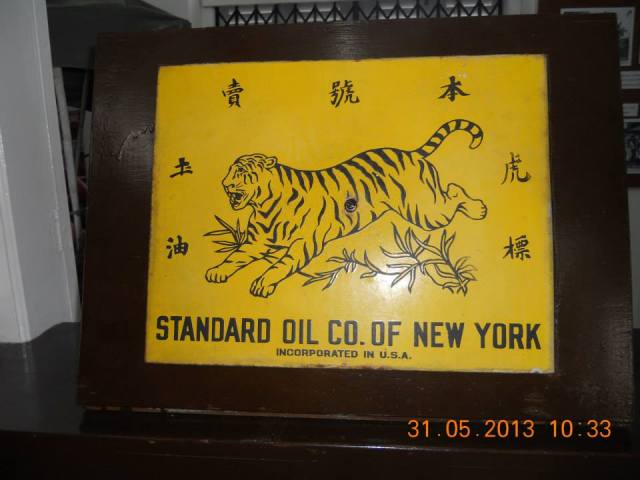 本號賣
虎標
土油
STANDARD OIL CO. OF NEW YORK
INCORPORATED IN U.S.A.
31.05.2013 10:33